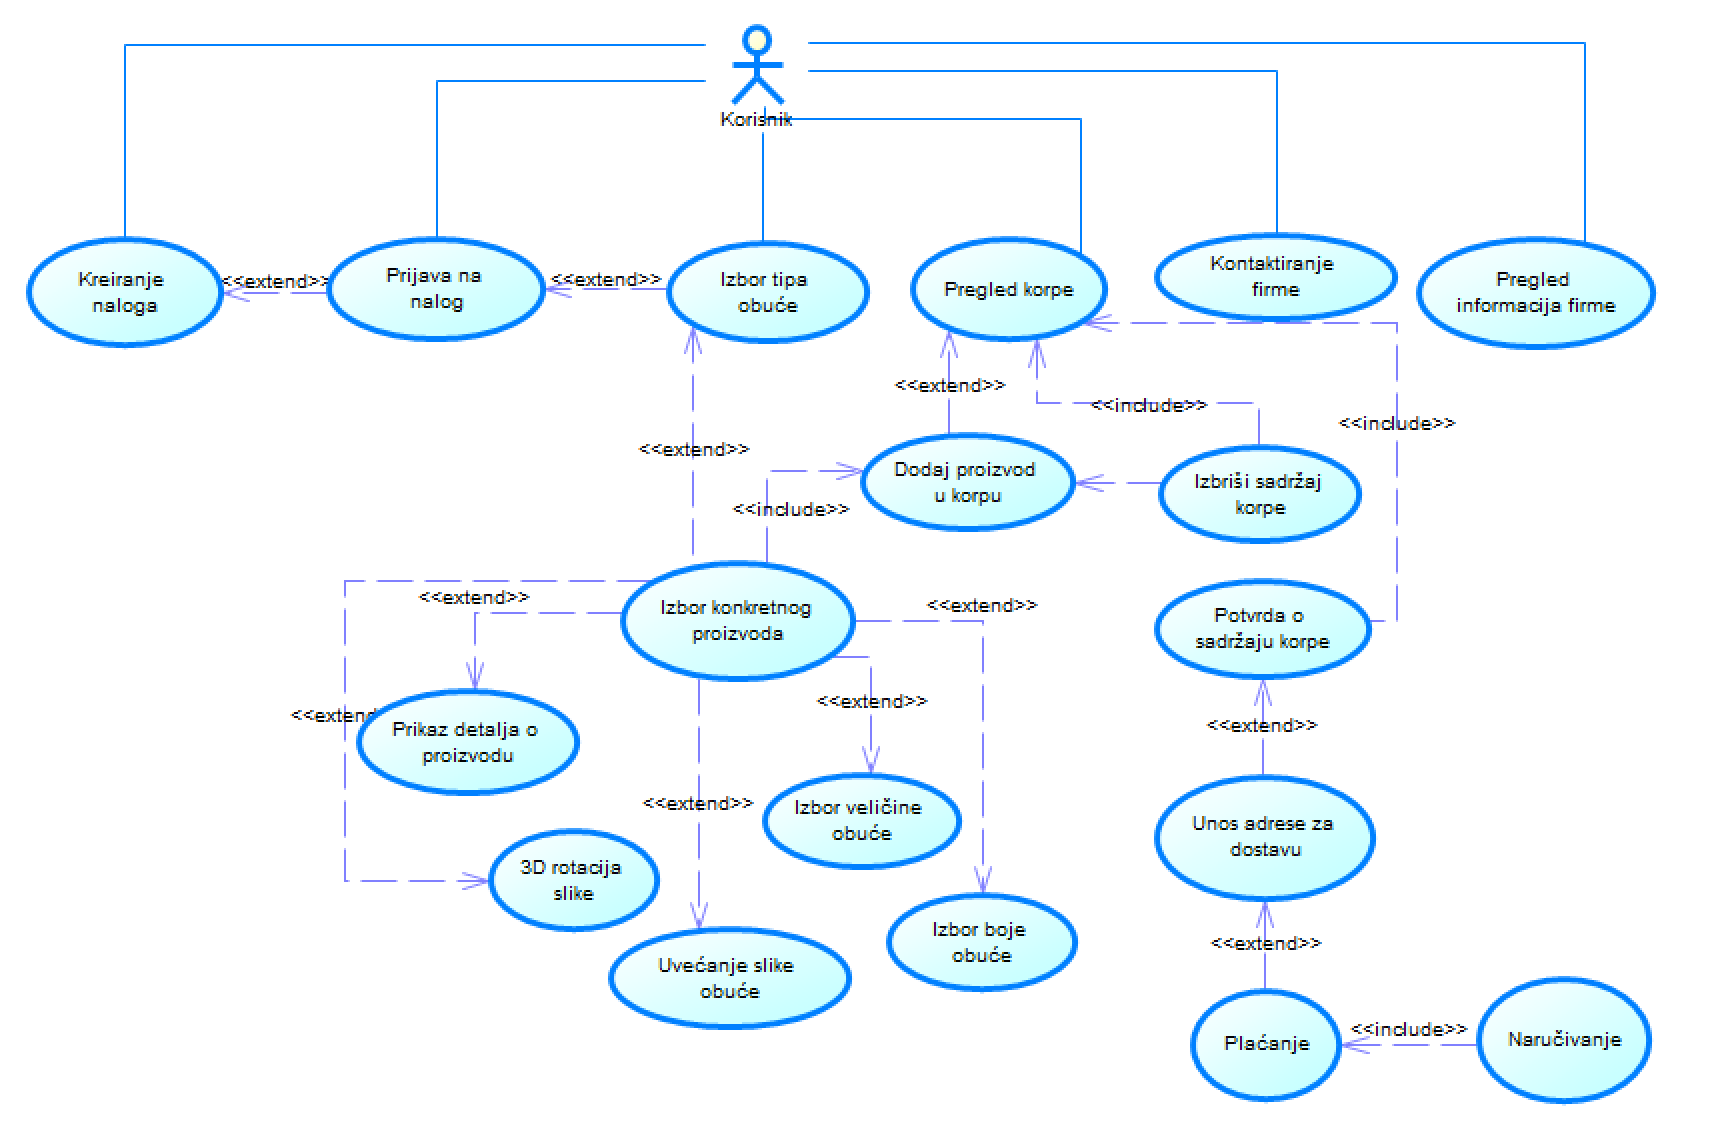 Korisnik
Kreiranje
naloga
<<extend>>
Prijava na
nalog
<<extend>>
Izbor tipa
obuće
Pregled korpe
Kontaktiranje
firme
Pregled
informacija firme
<<extend>>
<<include>>
<<include>>
<<extend>>
Dodaj proizvod
u korpu
Izbriši sadržaj
korpe
<<include>>
<<extend>>
Izbor konkretnog
proizvoda
<<extend>>
Potvrda o
sadržaju korpe
<<extend>>
<<extend>>
<<extend
Prikaz detalja o
proizvodu
<<extend>>
<<extend>>
Izbor veličine
obuće
Unos adrese za
dostavu
3D rotacija
slike
Izbor boje
obuće
<<extend>>
Uvećanje slike
obuće
Plaćanje
<<include>>
Naručivanje